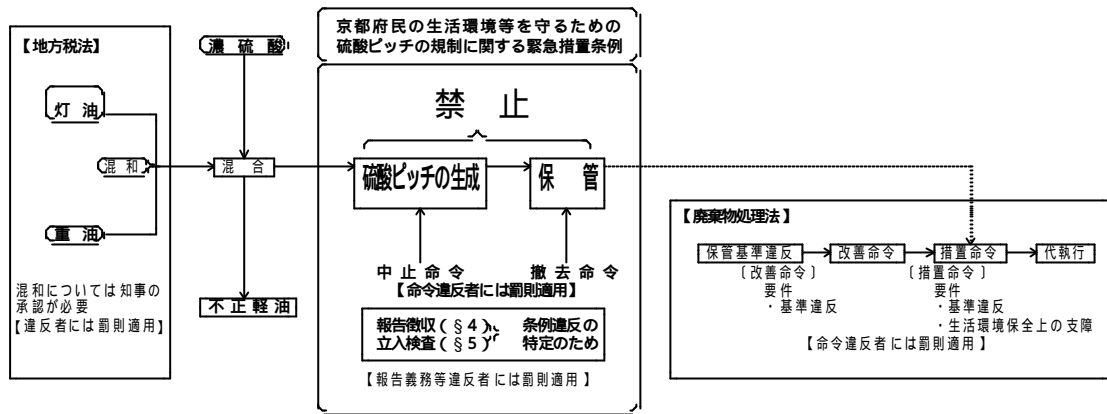 【地方税法】
灯油
混和
重油
混和については知事の
承認が必要
【違反者には罰則適用】
濃硫酸
混合
不正軽油
京都府民の生活環境等を守るための
硫酸ピッチの規制に関する緊急措置条例
禁止
硫酸ピッチの生成
保管
中止命令
撤去命令
【命令違反者には罰則適用】
報告徴収(§4) 条例違反の
立入検査(§5) 特定のため
【報告義務等違反者には罰則適用】
【廃棄物処理法】
保管基準違反
改善命令
措置命令
代執行
〔改善命令〕
要件
・基準違反
〔措置命令〕
要件
・基準違反
・生活環境保全上の支障
【命令違反者には罰則適用】